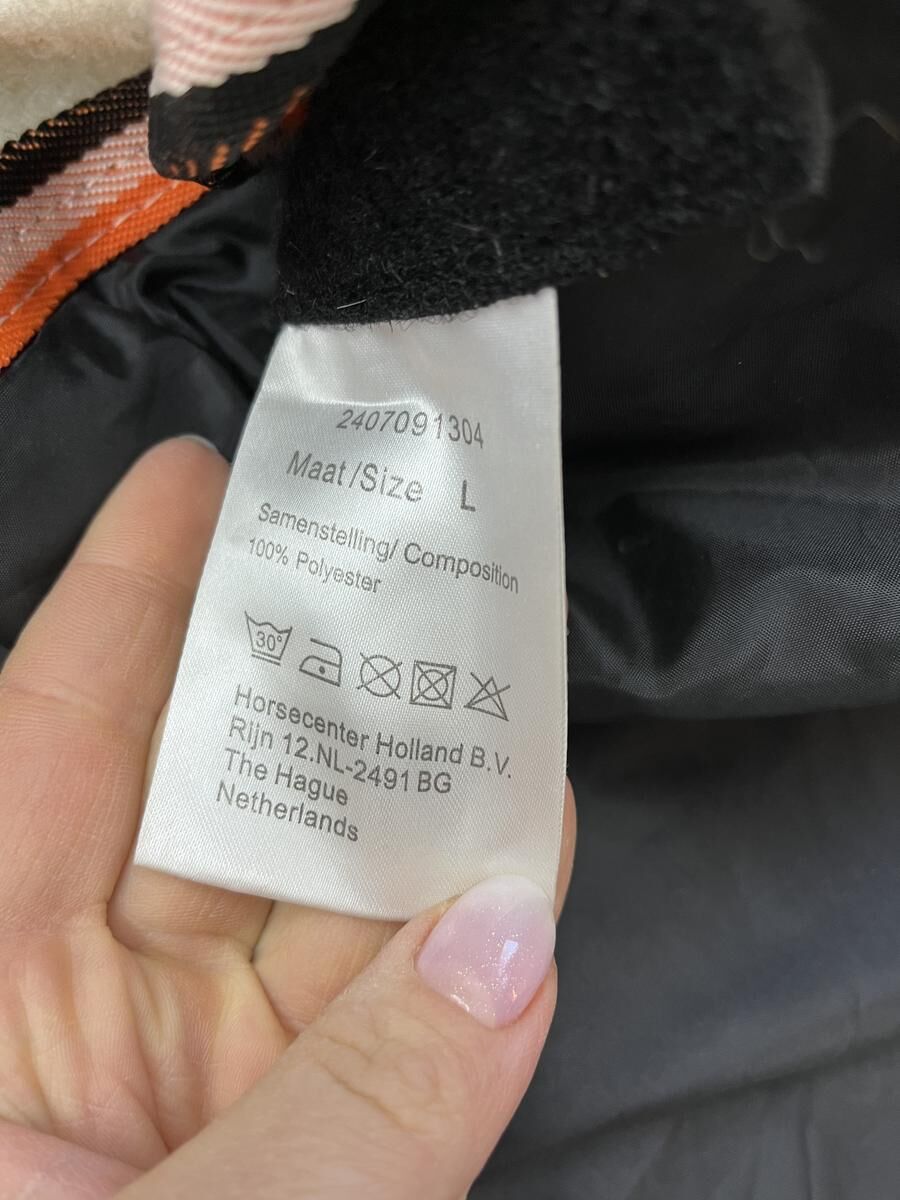 2407091304
Maat/Size L
Samenstelling/ Composition
100% Polyester
30°
Horsecenter Holland B.V.
Rijn 12.NL-2491 BG
The Hague
Netherlands